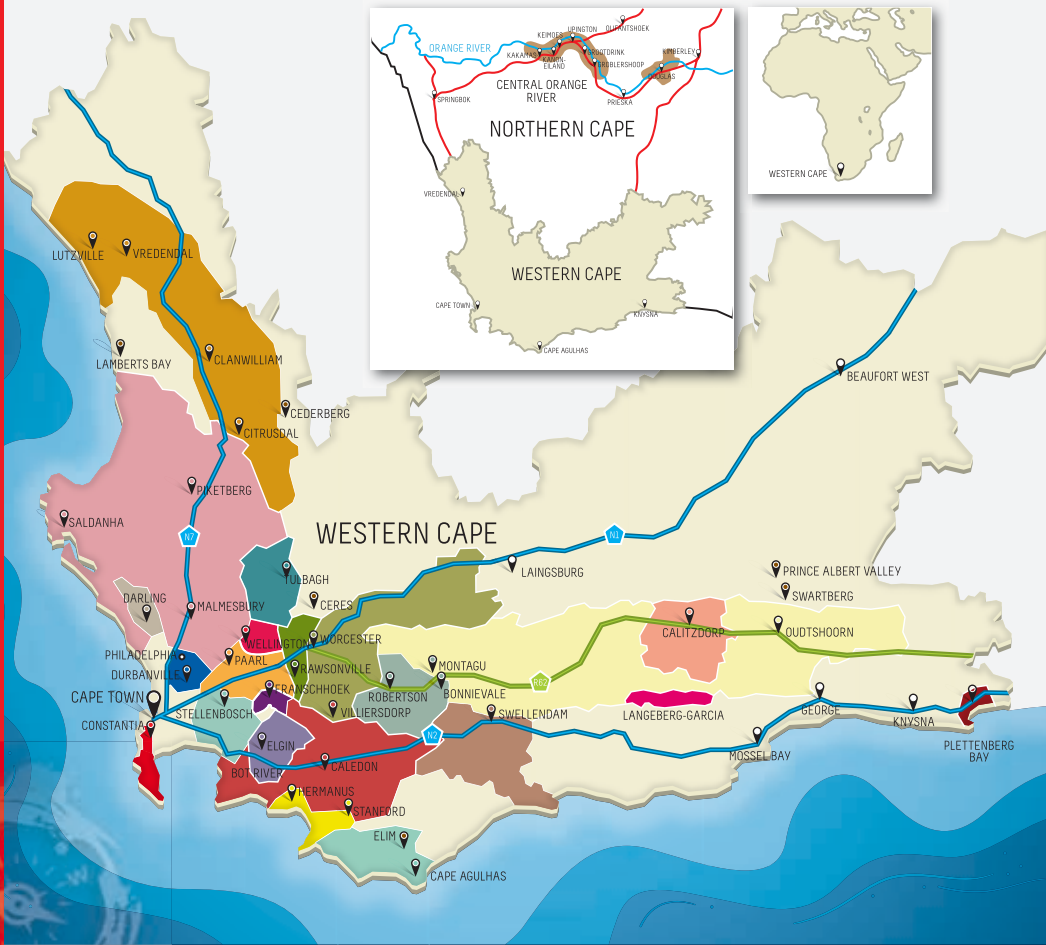 ORANGE RIVER
KEIMOES
UPINGTON
OLIFANTSHOEK
KAKAMAS
KANON-
EILAND
GROOTDRINK
GROBLERSHOOP
KIMBERLEY
DOUGLAS
CENTRAL ORANGE
RIVER
SPRINGBOK
PRIESKA
NORTHERN CAPE
VREDENDAL
WESTERN CAPE
CAPE TOWN
KNYSNA
CAPE AGULHAS
WESTERN CAPE
LUTZVILLE
VREDENDAL
LAMBERTS BAY
CLANWILLIAM
BEAUFORT WEST
CEDERBERG
CITRUSDAL
PIKETBERG
SALDANHA
WESTERN CAPE
N7
N1
TULBAGH
LAINGSBURG
PRINCE ALBERT VALLEY
SWARTBERG
DARLING
MALMESBURY
CERES
WELLINGTON
WORCESTER
CALITZDORP
OUDTSHOORN
PHILADELPHIA
PAARL
DURBANVILLE
RAWSONVILLE
MONTAGU
R62
FRANSCHHOEK
ROBERTSON
BONNIEVALE
CAPE TOWN
STELLENBOSCH
VILLIERSDORP
SWELLENDAM
LANGEBERG-GARCIA
GEORGE
KNYSNA
CONSTANTIA
N2
ELGIN
MOSSEL BAY
PLETTENBERG
BAY
BOT RIVER
CALEDON
HERMANUS
STANFORD
ELIM
CAPE AGULHAS
W